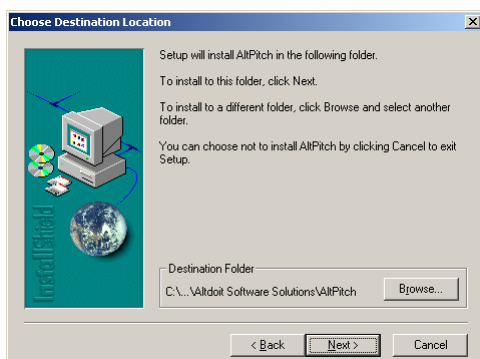 Choose Destination Location
Setup will install AltPitch in the following folder.
To install to this folder, click Next.
To install to a different folder, click Browse and select another
folder.
You can choose not to install AltPitch by clicking Cancel to exit
Setup.
InstallShield
Destination Folder
C:\...\Altdoit Software Solutions\AltPitch
Browse...
< Back
Next >
Cancel